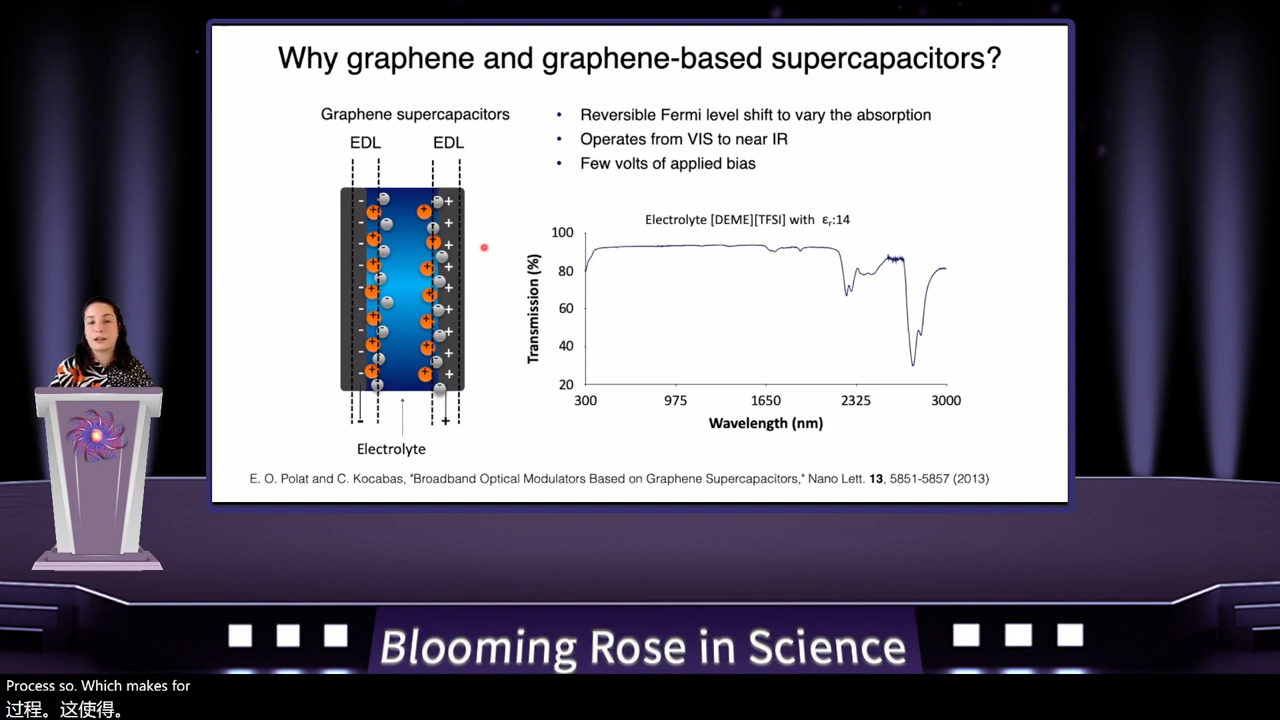 Why graphene and graphene-based supercapacitors?
Graphene supercapacitors
EDL EDL
• Reversible Fermi level shift to vary the absorption
• Operates from VIS to near IR
• Few volts of applied bias
- +
Electrolyte
Electrolyte [DEME][TFSI] with εr:14
Transmission (%)
100
80
60
40
20
300 975 1650 2325 3000
Wavelength (nm)
E. O. Polat and C. Kocabas, "Broadband Optical Modulators Based on Graphene Supercapacitors," Nano Lett. 13, 5851-5857 (2013)
Blooming Rose in Science
Process so. Which makes for
过程。这使得。